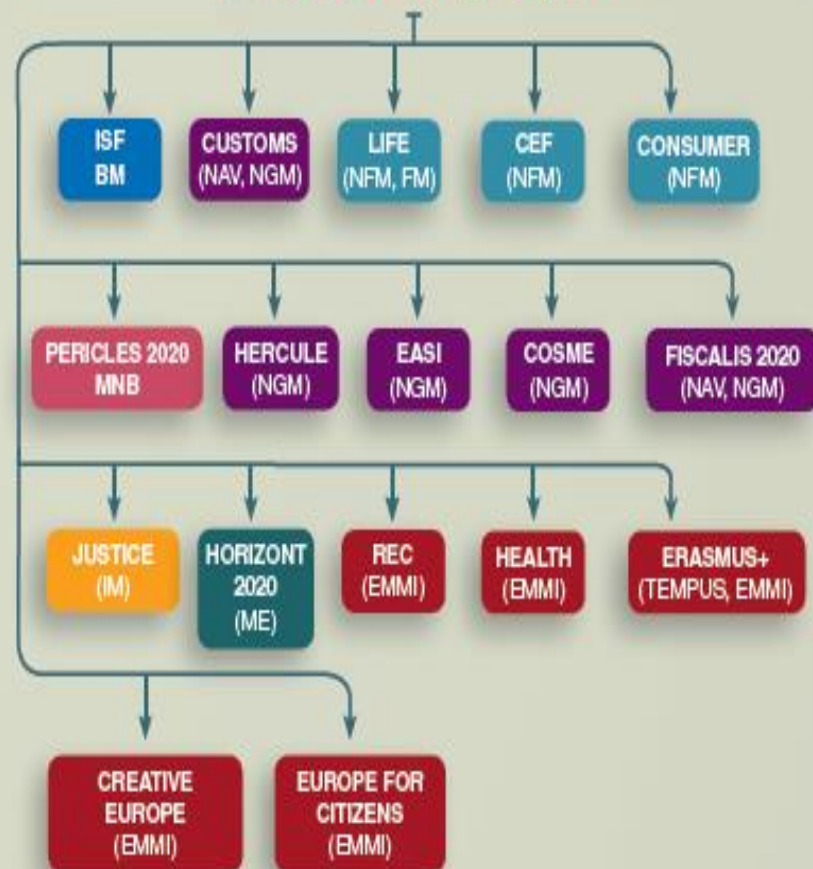 ISF
BM
CUSTOMS
(NAV, NGM)
LIFE
(NFM, FM)
CEF
(NFM)
CONSUMER
(NFM)
PERICLES 2020
MNB
HERCULE
(NGM)
EASI
(NGM)
COSME
(NGM)
FISCALIS 2020
(NAV, NGM)
JUSTICE
(IM)
HORIZONT
2020
(ME)
REC
(EMMI)
HEALTH
(EMMI)
ERASMUS+
(TEMPUS, EMMI)
CREATIVE
EUROPE
(EMMI)
EUROPE FOR
CITIZENS
(EMMI)